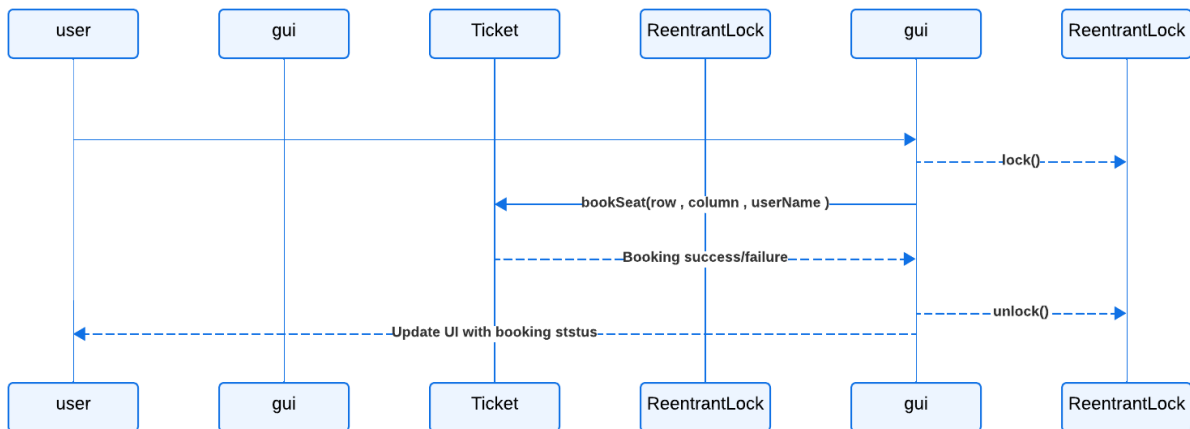 user
gui
Ticket
ReentrantLock
gui
ReentrantLock
lock()
bookSeat(row , column , userName )
Booking success/failure
unlock()
Update UI with booking ststus
user
gui
Ticket
ReentrantLock
gui
ReentrantLock